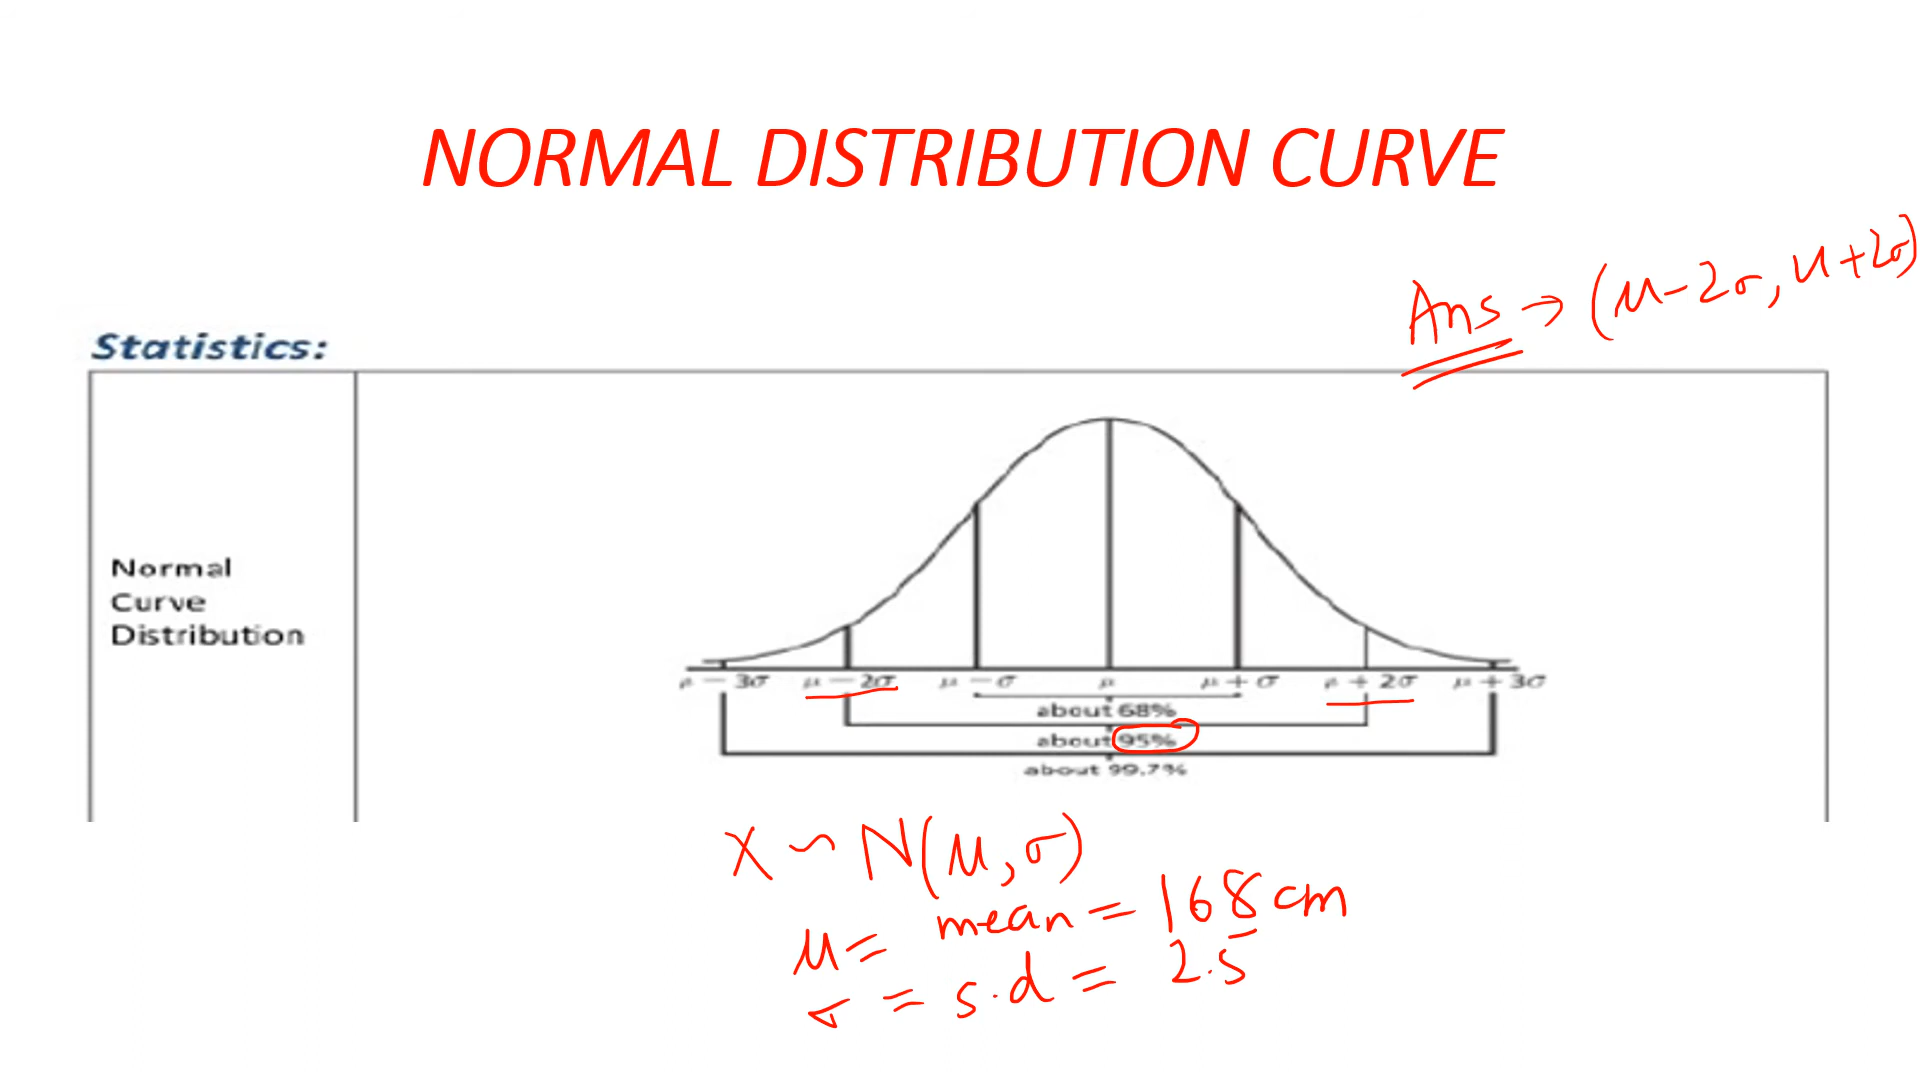 NORMAL DISTRIBUTION CURVE
Ans → (μ-2σ, μ+2σ)
Statistics:
Normal
Curve
Distribution
μ − 3σ μ − 2σ μ − σ μ μ + σ μ + 2σ μ + 3σ
about 68%
about 95%
about 99.7%
X ~ N(μ,σ)
μ = mean = 168 cm
σ = s.d = 2.5